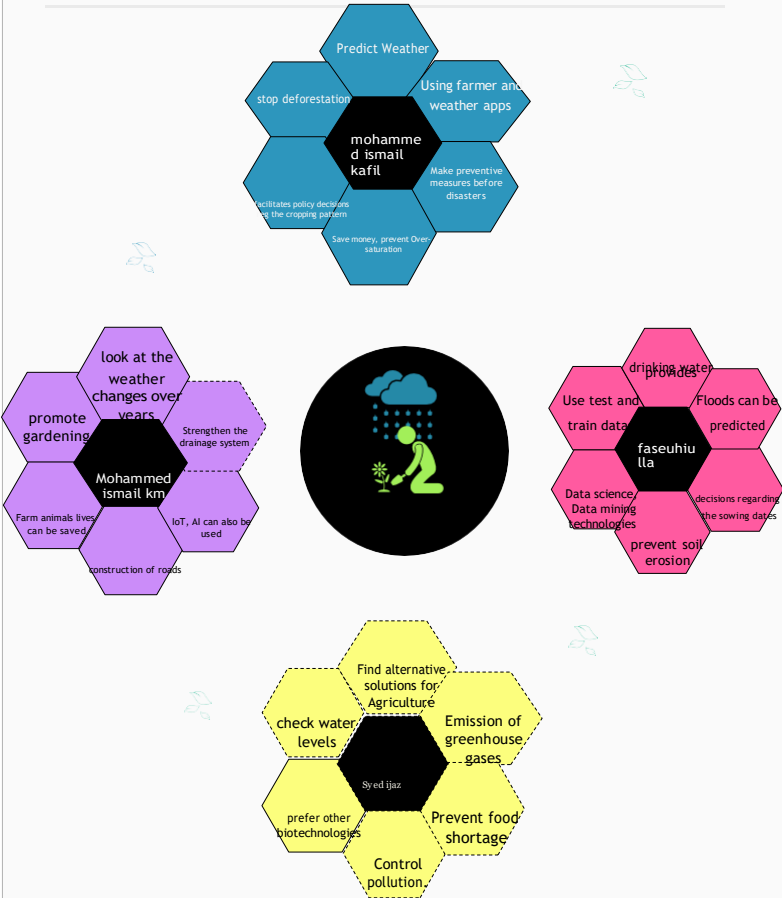 Predict Weather
stop deforestation
Using farmer and
weather apps
mohamme
d ismail
kafil
Make preventive
measures before
disasters
facilitates policy decisions
the cropping pattern
Save money, prevent Over-
saturation
look at the
weather
changes over
years
promote
gardening
Strengthen the
drainage system
Mohammed
ismail km
Farm animals lives
can be saved
IoT, AI can also be
used
construction of roads
drinking water
provides
Use test and
train data
Floods can be
predicted
faseuhiu
lla
Data science,
Data mining
technologies
decisions regarding
the sowing dates
prevent soil
erosion
Find alternative
solutions for
Agriculture
check water
levels
Emission of
greenhouse
gases
Syed ijaz
prefer other
biotechnologies
Prevent food
shortage
Control
pollution.